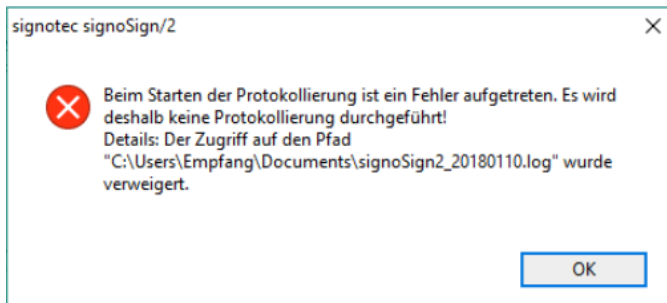 signotec signoSign/2
Beim Starten der Protokollierung ist ein Fehler aufgetreten. Es wird
deshalb keine Protokollierung durchgeführt!
Details: Der Zugriff auf den Pfad
"C:\Users\Empfang\Documents\signoSign2_20180110.log" wurde
verweigert.
OK